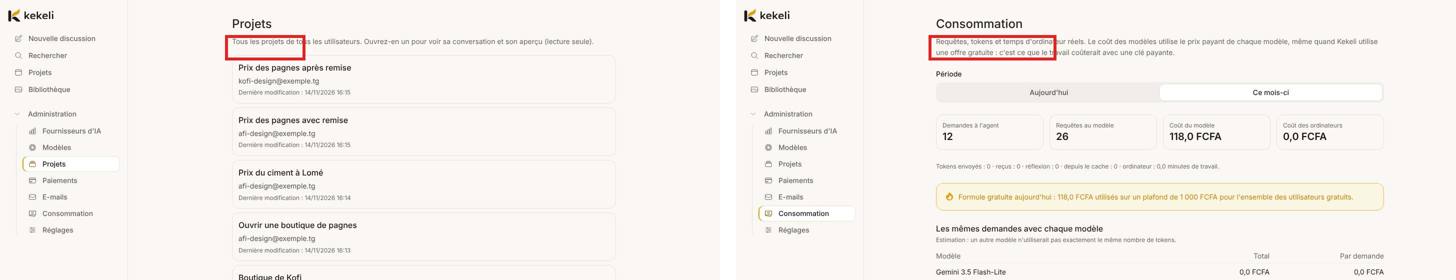 kekeli
Nouvelle discussion
Rechercher
Projets
Bibliothèque
Administration
Fournisseurs d'IA
Modèles
Projets
Paiements
E-mails
Consommation
Réglages
Projets
Tous les projets de tous les utilisateurs. Ouvrez-en un pour voir sa conversation et son aperçu (lecture seule).
Prix des pagnes après remise
kofi-design@exemple.tg
Dernière modification : 14/11/2026 16:15
Prix des pagnes avec remise
afi-design@exemple.tg
Dernière modification : 14/11/2026 16:15
Prix du ciment à Lomé
afi-design@exemple.tg
Dernière modification : 14/11/2026 16:14
Ouvrir une boutique de pagnes
afi-design@exemple.tg
Dernière modification : 14/11/2026 16:13
Boutique de Kofi
kekeli
Nouvelle discussion
Rechercher
Projets
Bibliothèque
Administration
Fournisseurs d'IA
Modèles
Projets
Paiements
E-mails
Consommation
Réglages
Consommation
Requêtes, tokens et temps d'ordinateur réels. Le coût des modèles utilise le prix payant de chaque modèle, même quand Kekeli utilise
une offre gratuite : c'est ce que le travail coûterait avec une clé payante.
Période
Aujourd'hui
Ce mois-ci
Demandes à l'agent
12
Requêtes au modèle
26
Coût du modèle
118,0 FCFA
Coût des ordinateurs
0,0 FCFA
Tokens envoyés : 0 · reçus : 0 · réflexion : 0 · depuis le cache : 0 · ordinateur : 0,0 minutes de travail.
Formule gratuite aujourd'hui : 118,0 FCFA utilisés sur un plafond de 1 000 FCFA pour l'ensemble des utilisateurs gratuits.
Les mêmes demandes avec chaque modèle
Estimation : un autre modèle n'utiliserait pas exactement le même nombre de tokens.
Modèle Total Par demande
Gemini 3.5 Flash-Lite 0,0 FCFA 0,0 FCFA